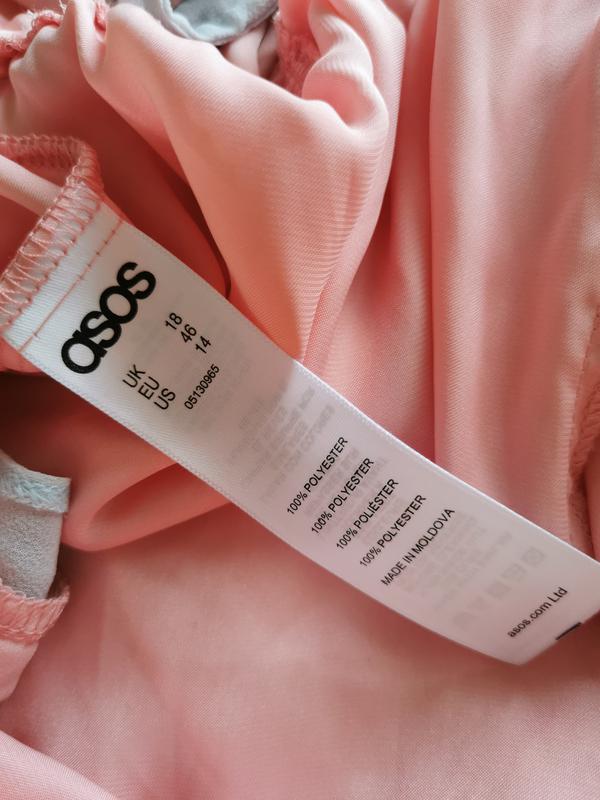 asos
UK 18
EU 46
US 14
05130965
100% POLYESTER
100% POLYESTER
100% POLIÉSTER
100% POLYESTER
MADE IN MOLDOVA
asos.com Ltd